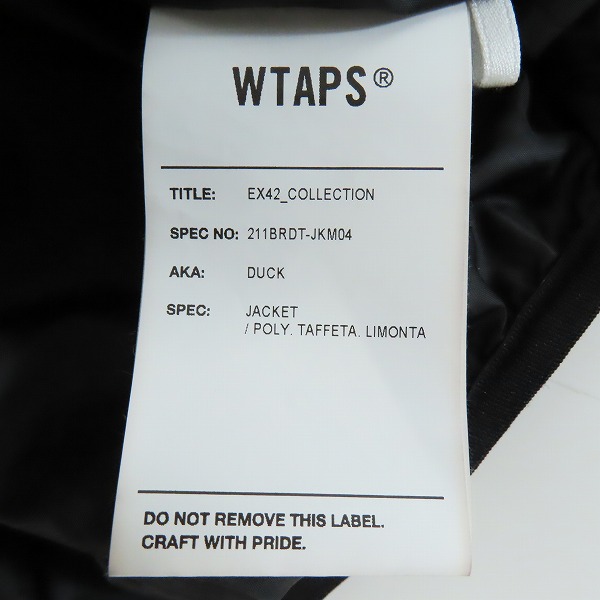 WTAPS®
TITLE: EX42_COLLECTION
SPEC NO: 211BRDT-JKM04
AKA: DUCK
SPEC: JACKET
/ POLY. TAFFETA. LIMONTA
DO NOT REMOVE THIS LABEL.
CRAFT WITH PRIDE.